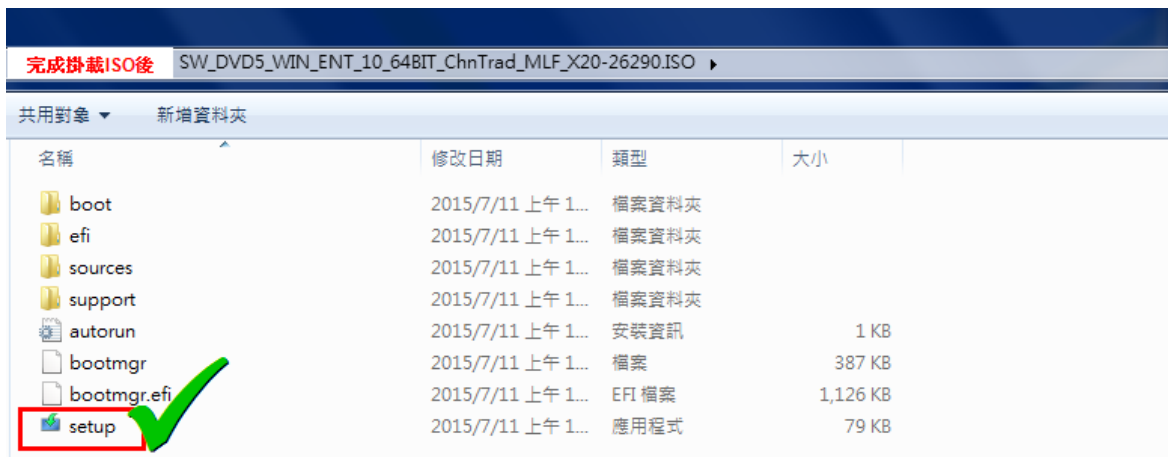 完成掛載ISO後 SW_DVD5_WIN_ENT_10_64BIT_ChnTrad_MLF_X20-26290.ISO
共用對象 新增資料夾
名稱 修改日期 類型 大小
boot 2015/7/11 上午 1... 檔案資料夾
efi 2015/7/11 上午 1... 檔案資料夾
sources 2015/7/11 上午 1... 檔案資料夾
support 2015/7/11 上午 1... 檔案資料夾
autorun 2015/7/11 上午 1... 安裝資訊 1 KB
bootmgr 2015/7/11 上午 1... 檔案 387 KB
bootmgr.efi 2015/7/11 上午 1... EFI 檔案 1,126 KB
setup 2015/7/11 上午 1... 應用程式 79 KB